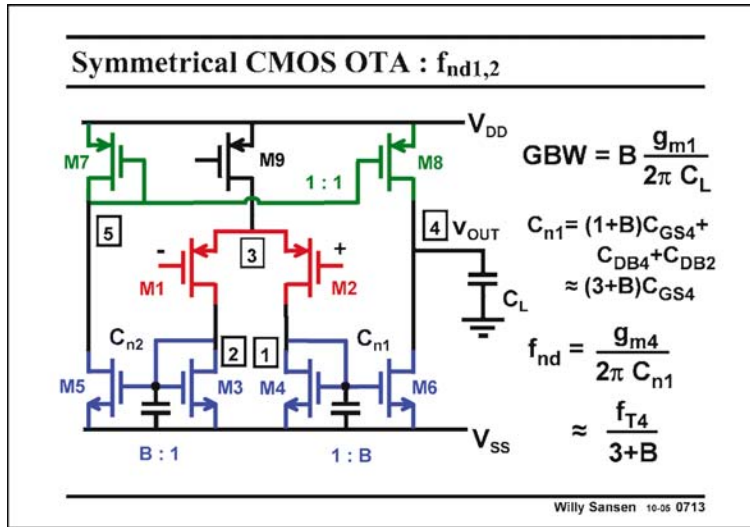 Symmetrical CMOS OTA : fnd1,2
VDD
M7
M9
M8
1 : 1
5
3
4 vOUT
-
+
M1
M2
CL
Cn2
2
1
Cn1
M5
M3
M4
M6
B : 1
1 : B
VSS
GBW = B gm1 / 2π CL
Cn1 = (1+B)CGS4 +
CDB4 + CDB2
≈ (3+B)CGS4
fnd = gm4 / 2π Cn1
≈ fT4 / 3+B
Willy Sansen 10-05 0713